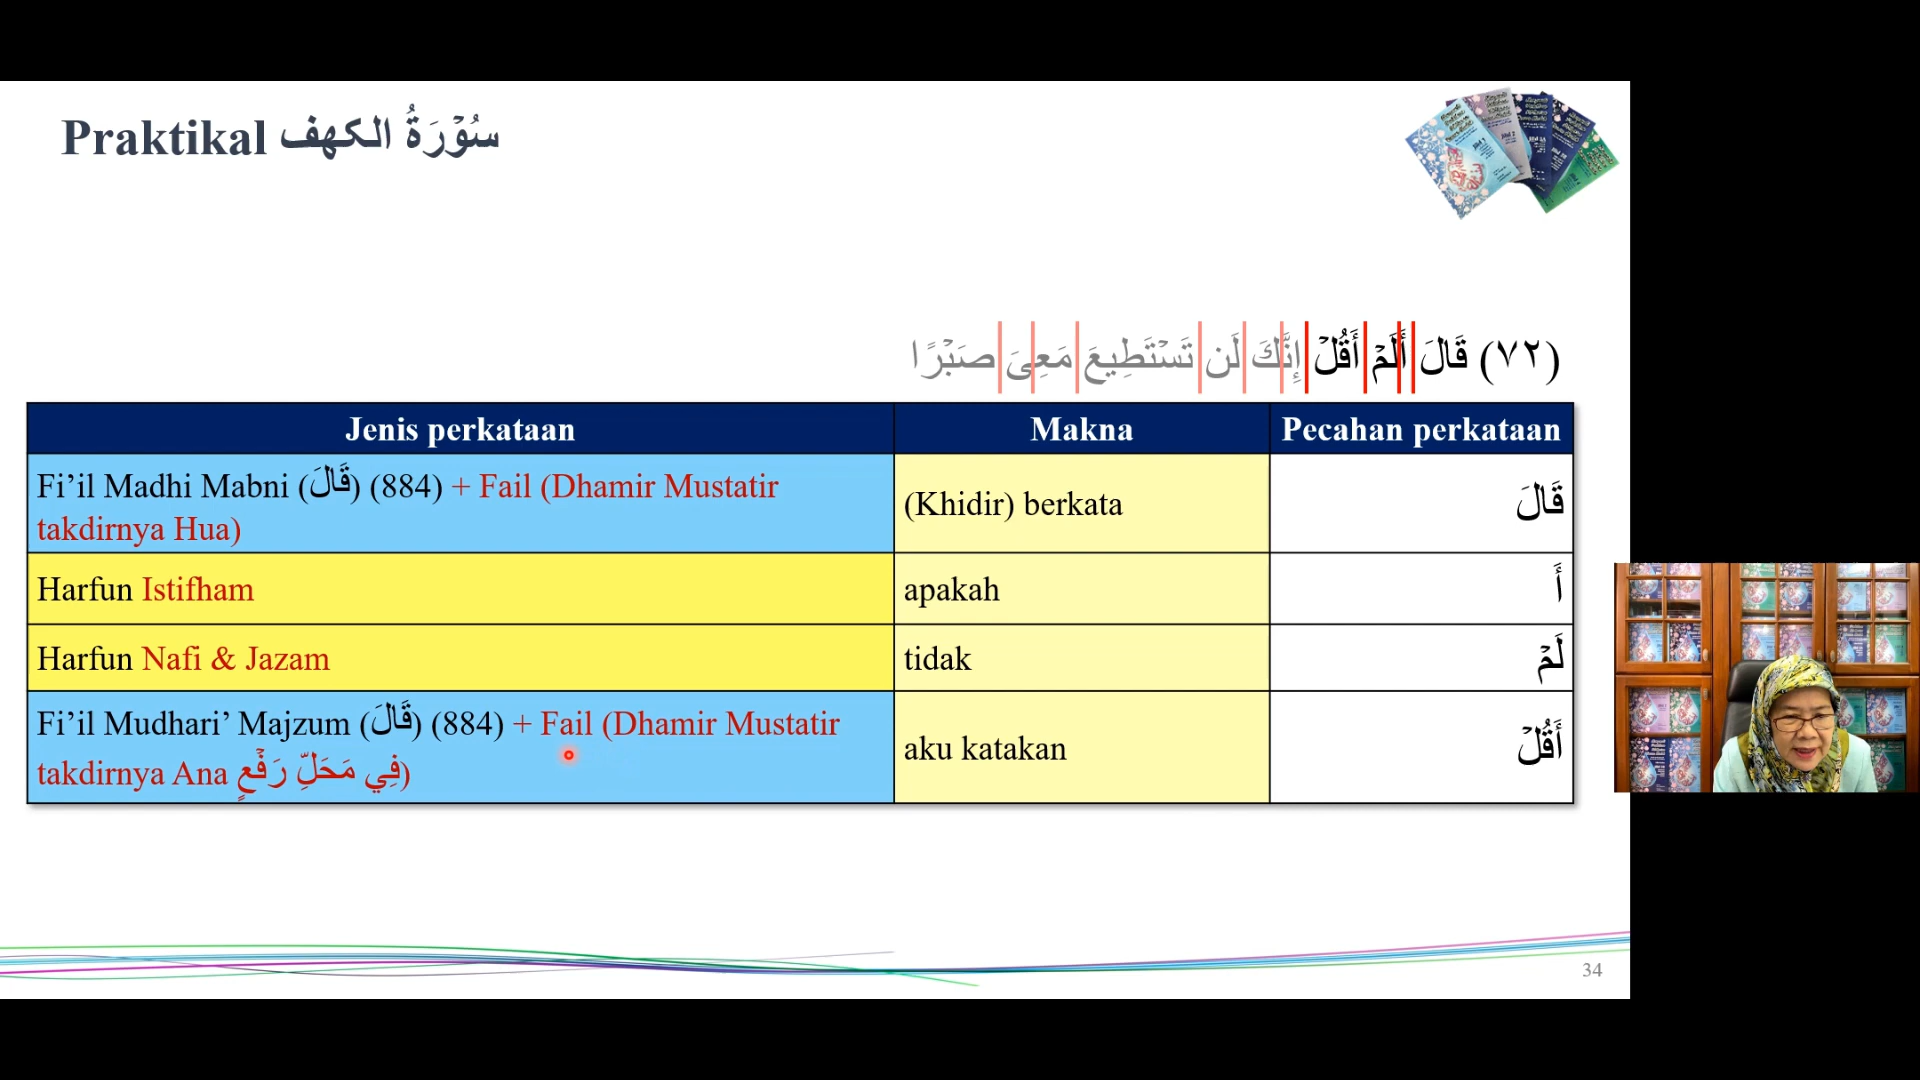 Praktikal سُوْرَةُ الكهف
(٧٢) قَالَ أَلَمْ أَقُلْ إِنَّكَ لَن تَسْتَطِيعَ مَعِىَ صَبْرًا
Jenis perkataan Makna Pecahan perkataan
Fi’il Madhi Mabni (قَالَ) (884) + Fail (Dhamir Mustatir
takdirnya Hua)
(Khidir) berkata
قَالَ
Harfun Istifham
apakah
أَ
Harfun Nafi & Jazam
tidak
لَمْ
Fi’il Mudhari’ Majzum (قَالَ) (884) + Fail (Dhamir Mustatir
takdirnya Ana فِي مَحَلِّ رَفْعٍ)
aku katakan
أَقُلْ
34